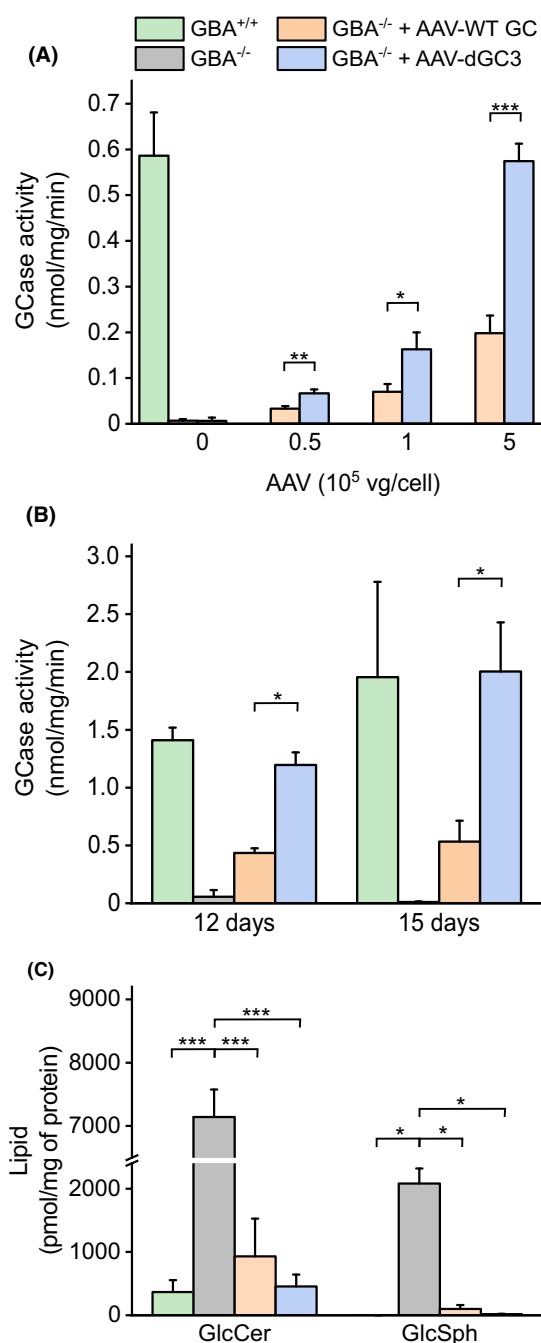 GBA+/+ GBA-/- + AAV-WT GC
(A) GBA-/- GBA-/- + AAV-dGC3
GCase activity
(nmol/mg/min)
0.7
0.6
0.5
0.4
0.3
0.2
0.1
0
**
*
***
0 0.5 1 5
AAV (10⁵ vg/cell)
(B)
GCase activity
(nmol/mg/min)
3.0
2.5
2.0
1.5
1.0
0.5
0
*
*
12 days 15 days
(C)
Lipid
(pmol/mg of protein)
9000
8000
7000
2000
1000
0
***
*** ***
*
* *
GlcCer GlcSph